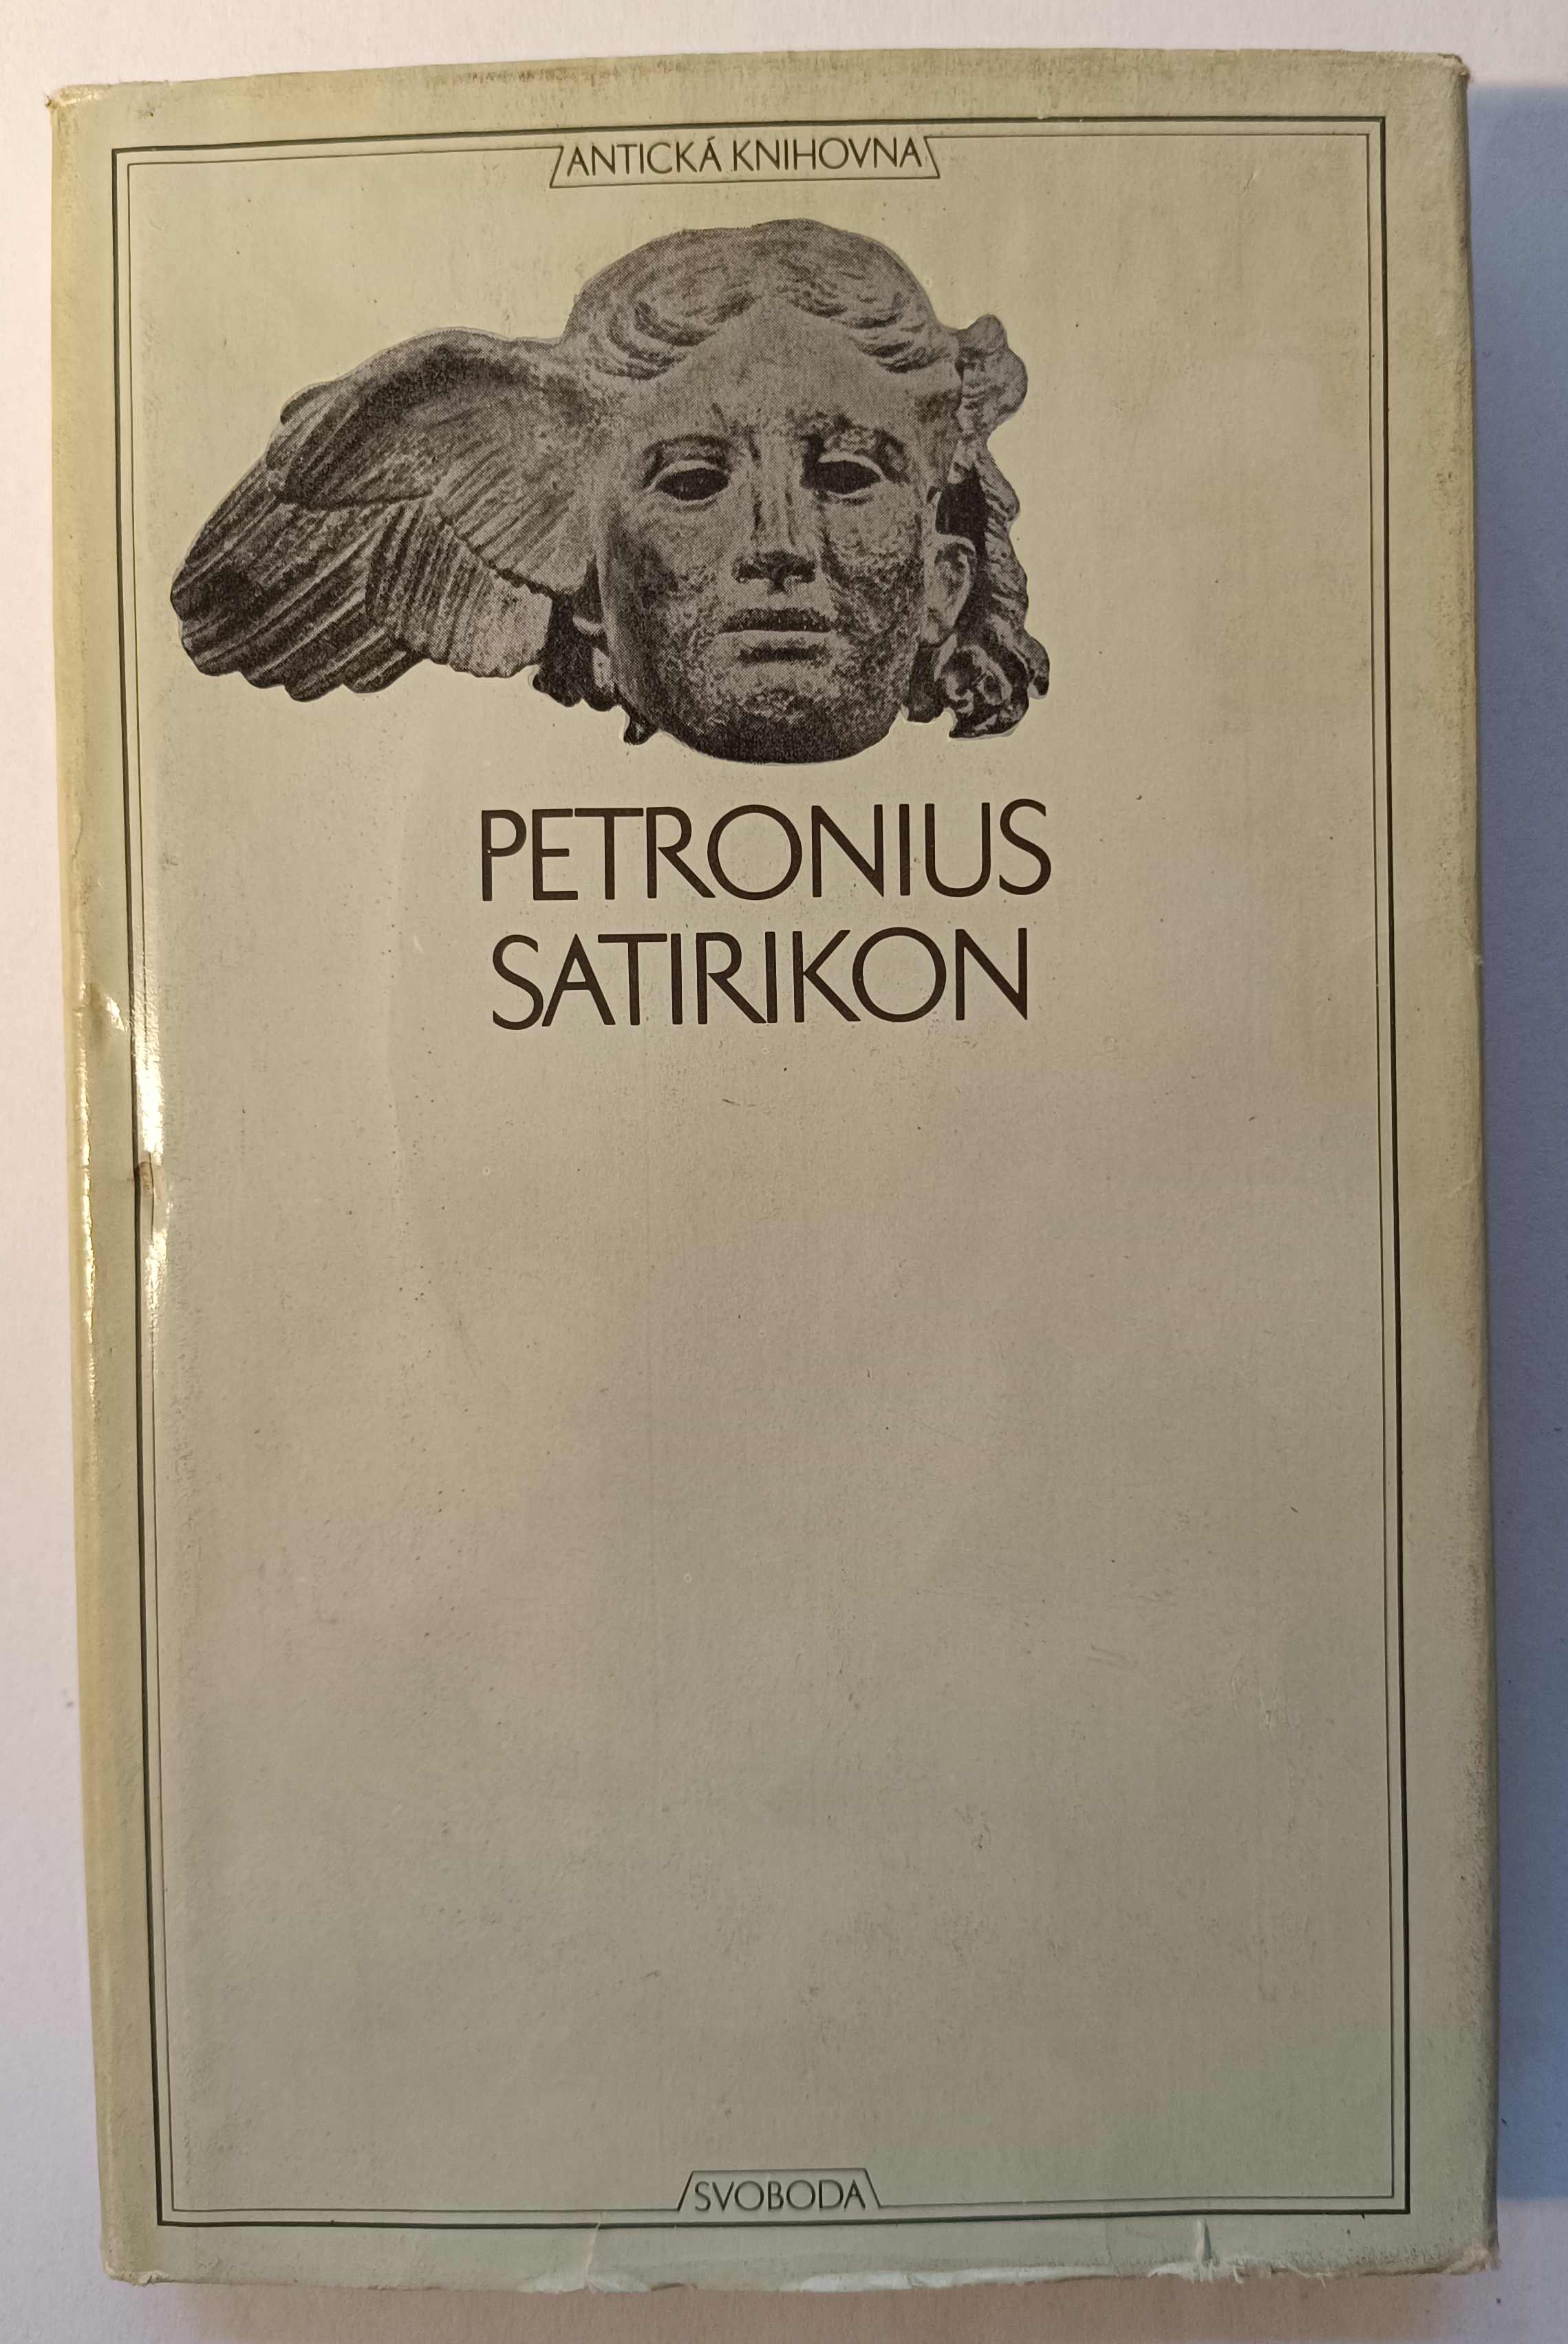 ANTICKÁ KNIHOVNA
PETRONIUS
SATIRIKON
SVOBODA